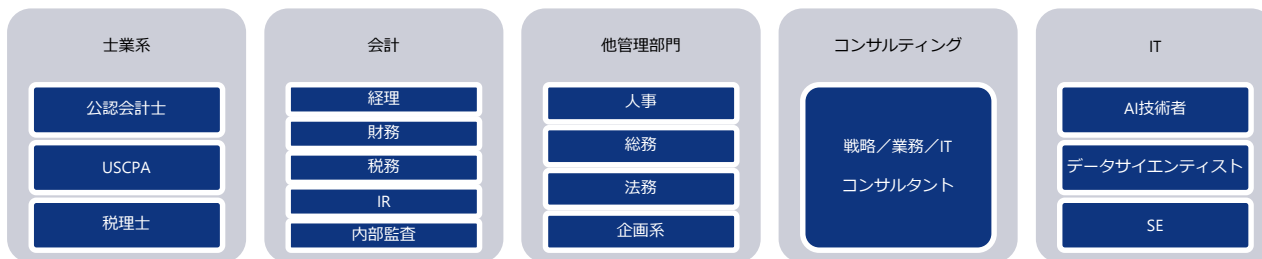 士業系
公認会計士
USCPA
税理士
会計
経理
財務
税務
IR
内部監査
他管理部門
人事
総務
法務
企画系
コンサルティング
戦略／業務／IT
コンサルタント
IT
AI技術者
データサイエンティスト
SE